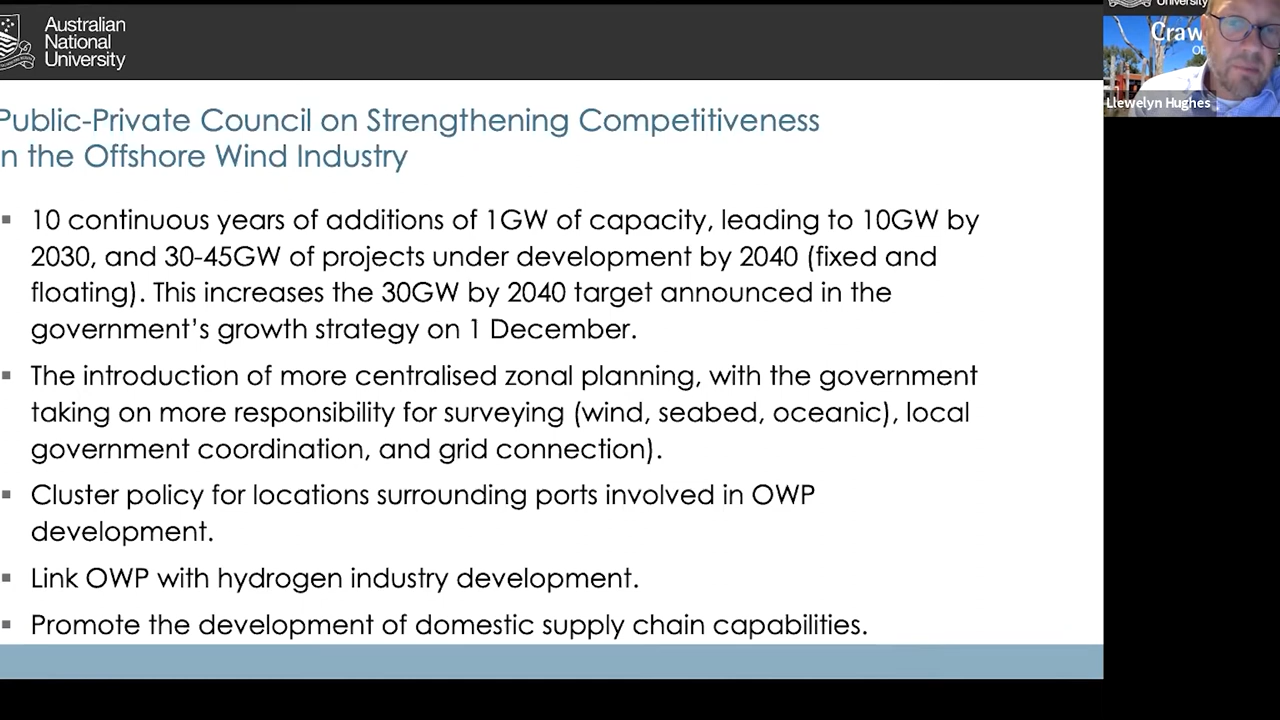 Australian
National
University
Public-Private Council on Strengthening Competitiveness
n the Offshore Wind Industry
10 continuous years of additions of 1GW of capacity, leading to 10GW by
2030, and 30-45GW of projects under development by 2040 (fixed and
floating). This increases the 30GW by 2040 target announced in the
government's growth strategy on 1 December.
The introduction of more centralised zonal planning, with the government
taking on more responsibility for surveying (wind, seabed, oceanic), local
government coordination, and grid connection).
Cluster policy for locations surrounding ports involved in OWP
development.
Link OWP with hydrogen industry development.
Promote the development of domestic supply chain capabilities.
University
Craw
OF
Llewelyn Hughes